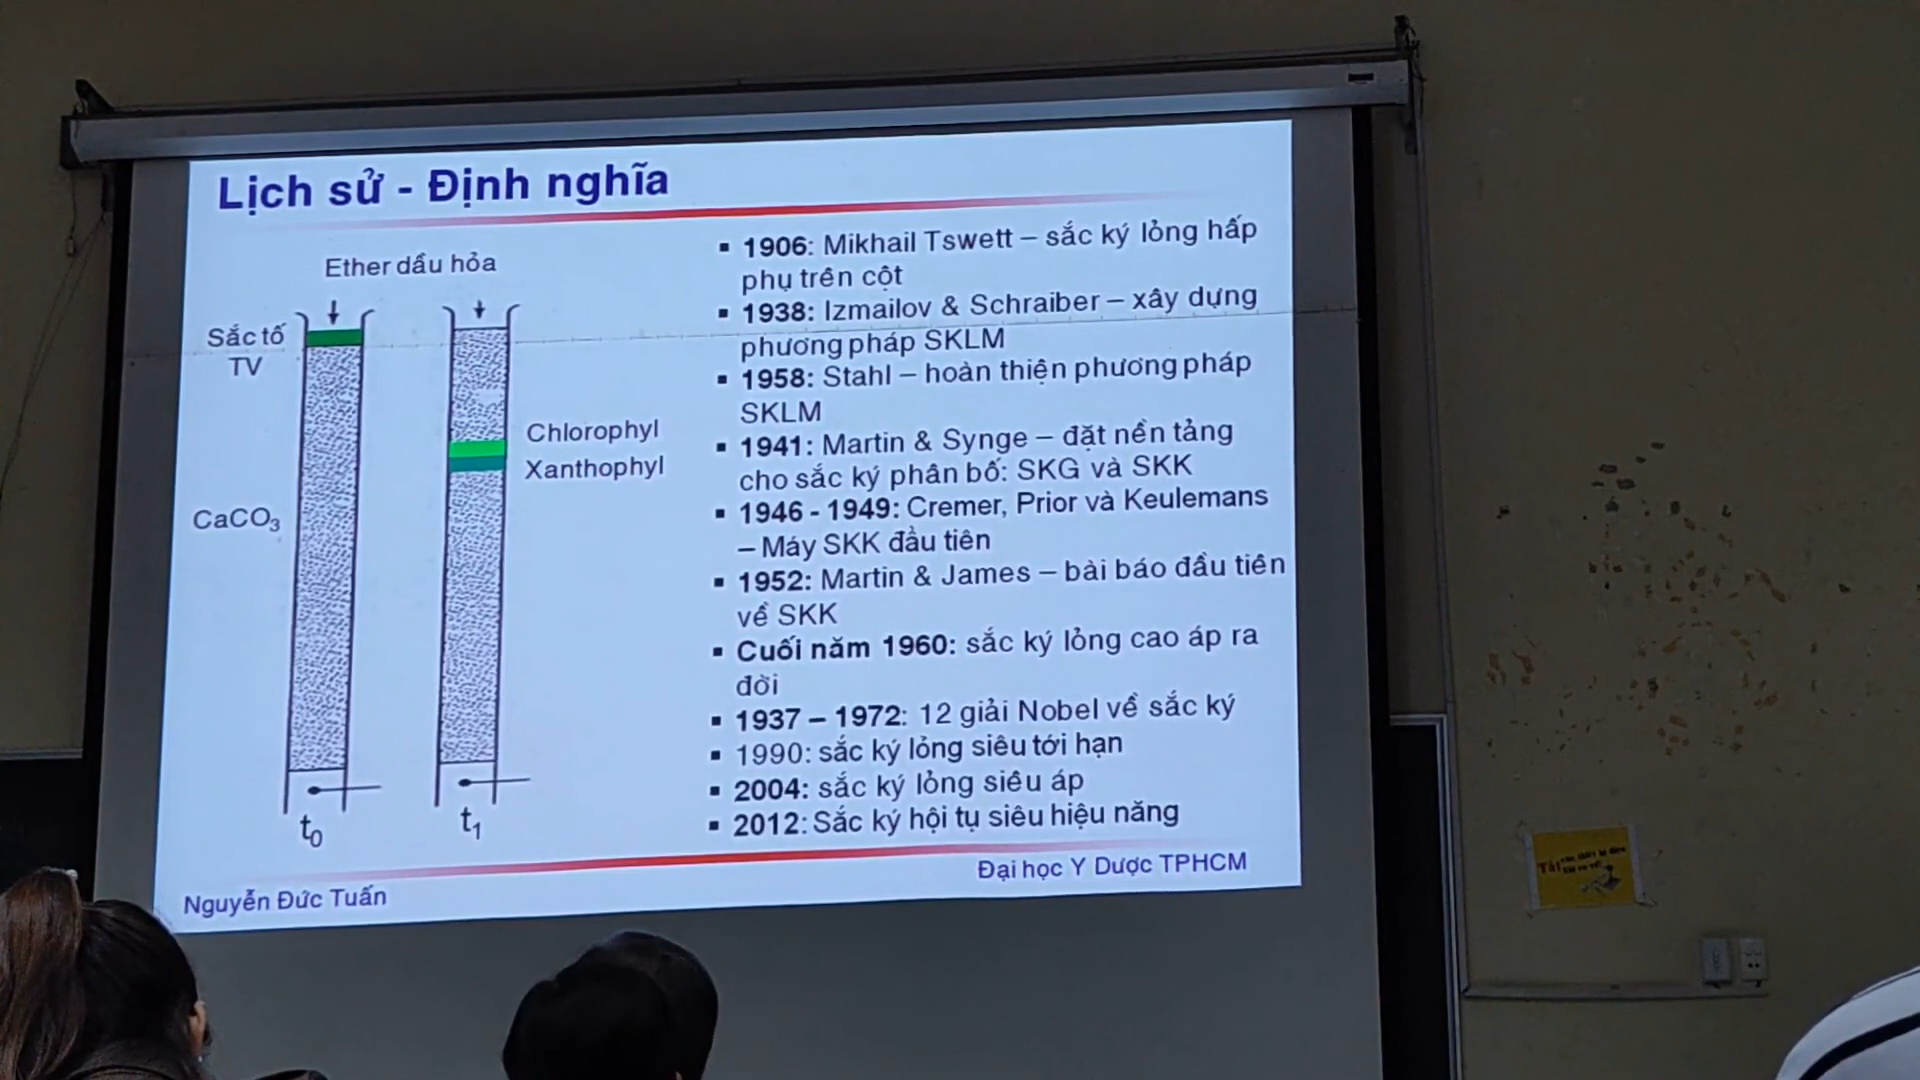 Lịch sử - Định nghĩa
Ether dầu hỏa
Sắc tố
TV
CaCO3
Chlorophyl
Xanthophyl
t0
t1
▪ 1906: Mikhail Tswett – sắc ký lỏng hấp
phụ trên cột
▪ 1938: Izmailov & Schraiber – xây dựng
phương pháp SKLM
▪ 1958: Stahl – hoàn thiện phương pháp
SKLM
▪ 1941: Martin & Synge – đặt nền tảng
cho sắc ký phân bố: SKG và SKK
▪ 1946 - 1949: Cremer, Prior và Keulemans
– Máy SKK đầu tiên
▪ 1952: Martin & James – bài báo đầu tiên
về SKK
▪ Cuối năm 1960: sắc ký lỏng cao áp ra
đời
▪ 1937 – 1972: 12 giải Nobel về sắc ký
▪ 1990: sắc ký lỏng siêu tới hạn
▪ 2004: sắc ký lỏng siêu áp
▪ 2012: Sắc ký hội tụ siêu hiệu năng
Nguyễn Đức Tuấn
Đại học Y Dược TPHCM